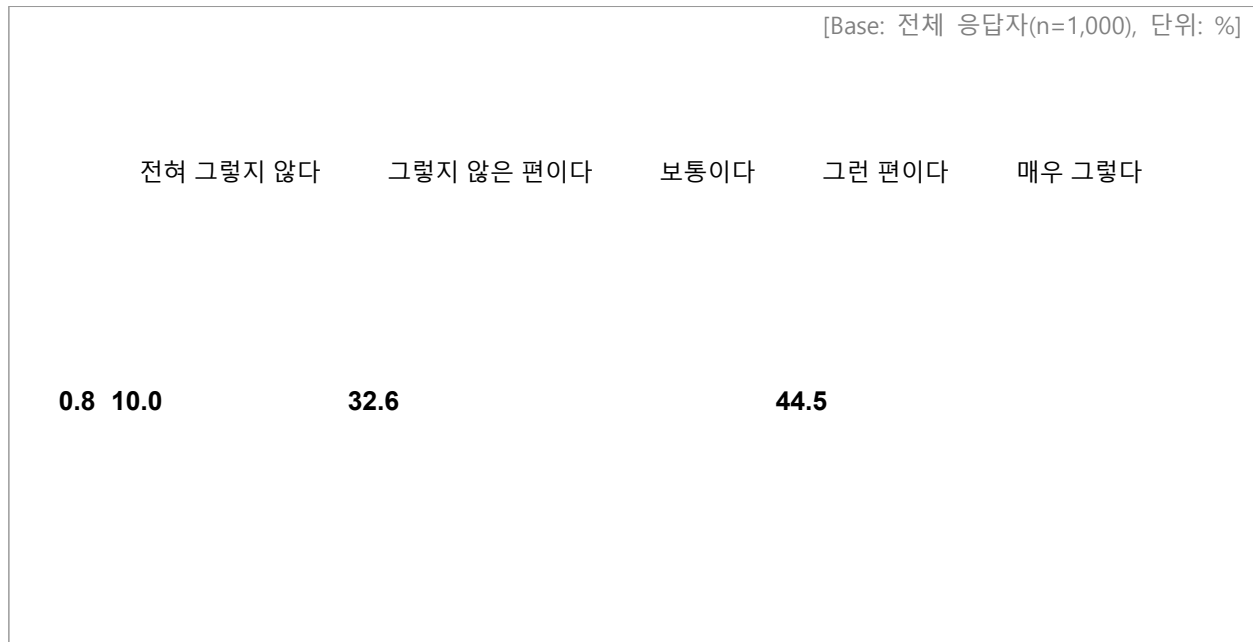 [Base: 전체 응답자(n=1,000), 단위: %]
전혀 그렇지 않다 그렇지 않은 편이다 보통이다 그런 편이다 매우 그렇다
0.8 10.0 32.6 44.5